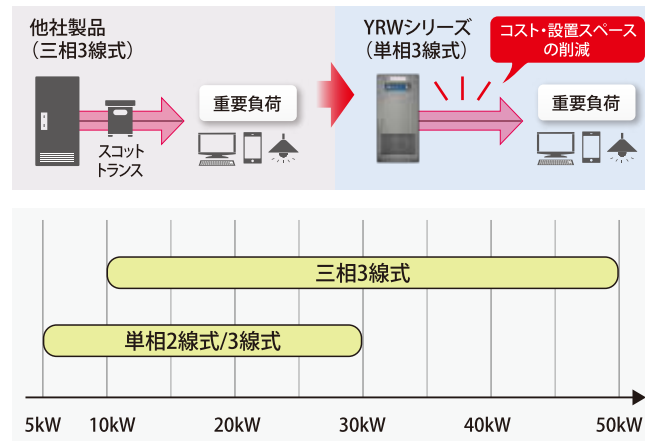 他社製品
（三相3線式）
スコット
トランス
重要負荷
YRWシリーズ
（単相3線式）
コスト・設置スペース
の削減
重要負荷
三相3線式
単相2線式/3線式
5kW 10kW 20kW 30kW 40kW 50kW